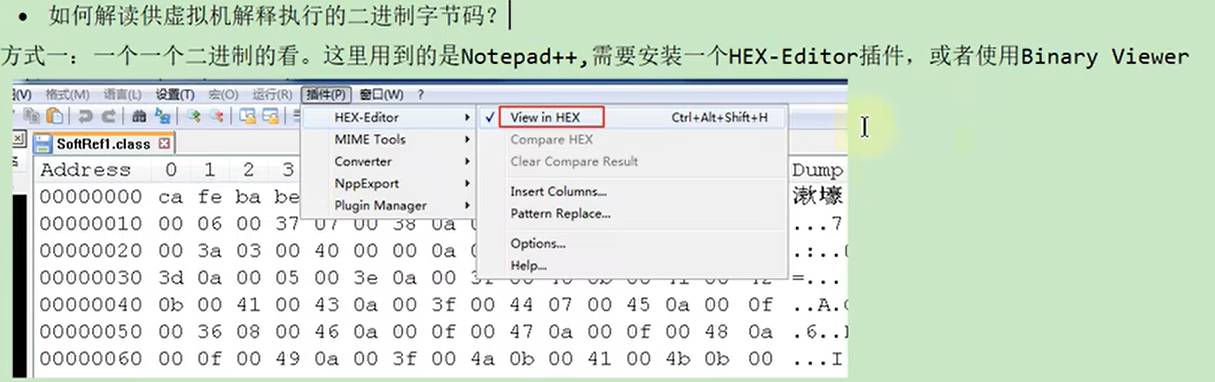 • 如何解读供虚拟机解释执行的二进制字节码？
方式一：一个一个二进制的看。这里用到的是Notepad++,需要安装一个HEX-Editor插件，或者使用Binary Viewer
(V) 格式(M) 语言(L) 设置(T) 宏(O) 运行(R) 插件(P) 窗口(W) ?
HEX-Editor
MIME Tools
Converter
NppExport
Plugin Manager
View in HEX Ctrl+Alt+Shift+H
Compare HEX
Clear Compare Result
Insert Columns...
Pattern Replace...
Options...
Help...
SoftRef1.class
Address 0 1 2 3 Dump
00000000 ca fe ba be
00000010 00 06 00 37 07 00 38 0a ...7
00000020 00 3a 03 00 40 00 00 00 0a .:..
00000030 3d 0a 00 05 00 3e 0a 00 =...
00000040 0b 00 41 00 43 0a 00 3f 00 44 07 00 45 0a 00 0f ..A.
00000050 00 36 08 00 46 0a 00 0f 00 47 0a 00 0f 00 48 0a .6..
00000060 00 0f 00 49 0a 00 3f 00 4a 0b 00 41 00 4b 0b 00 ...I